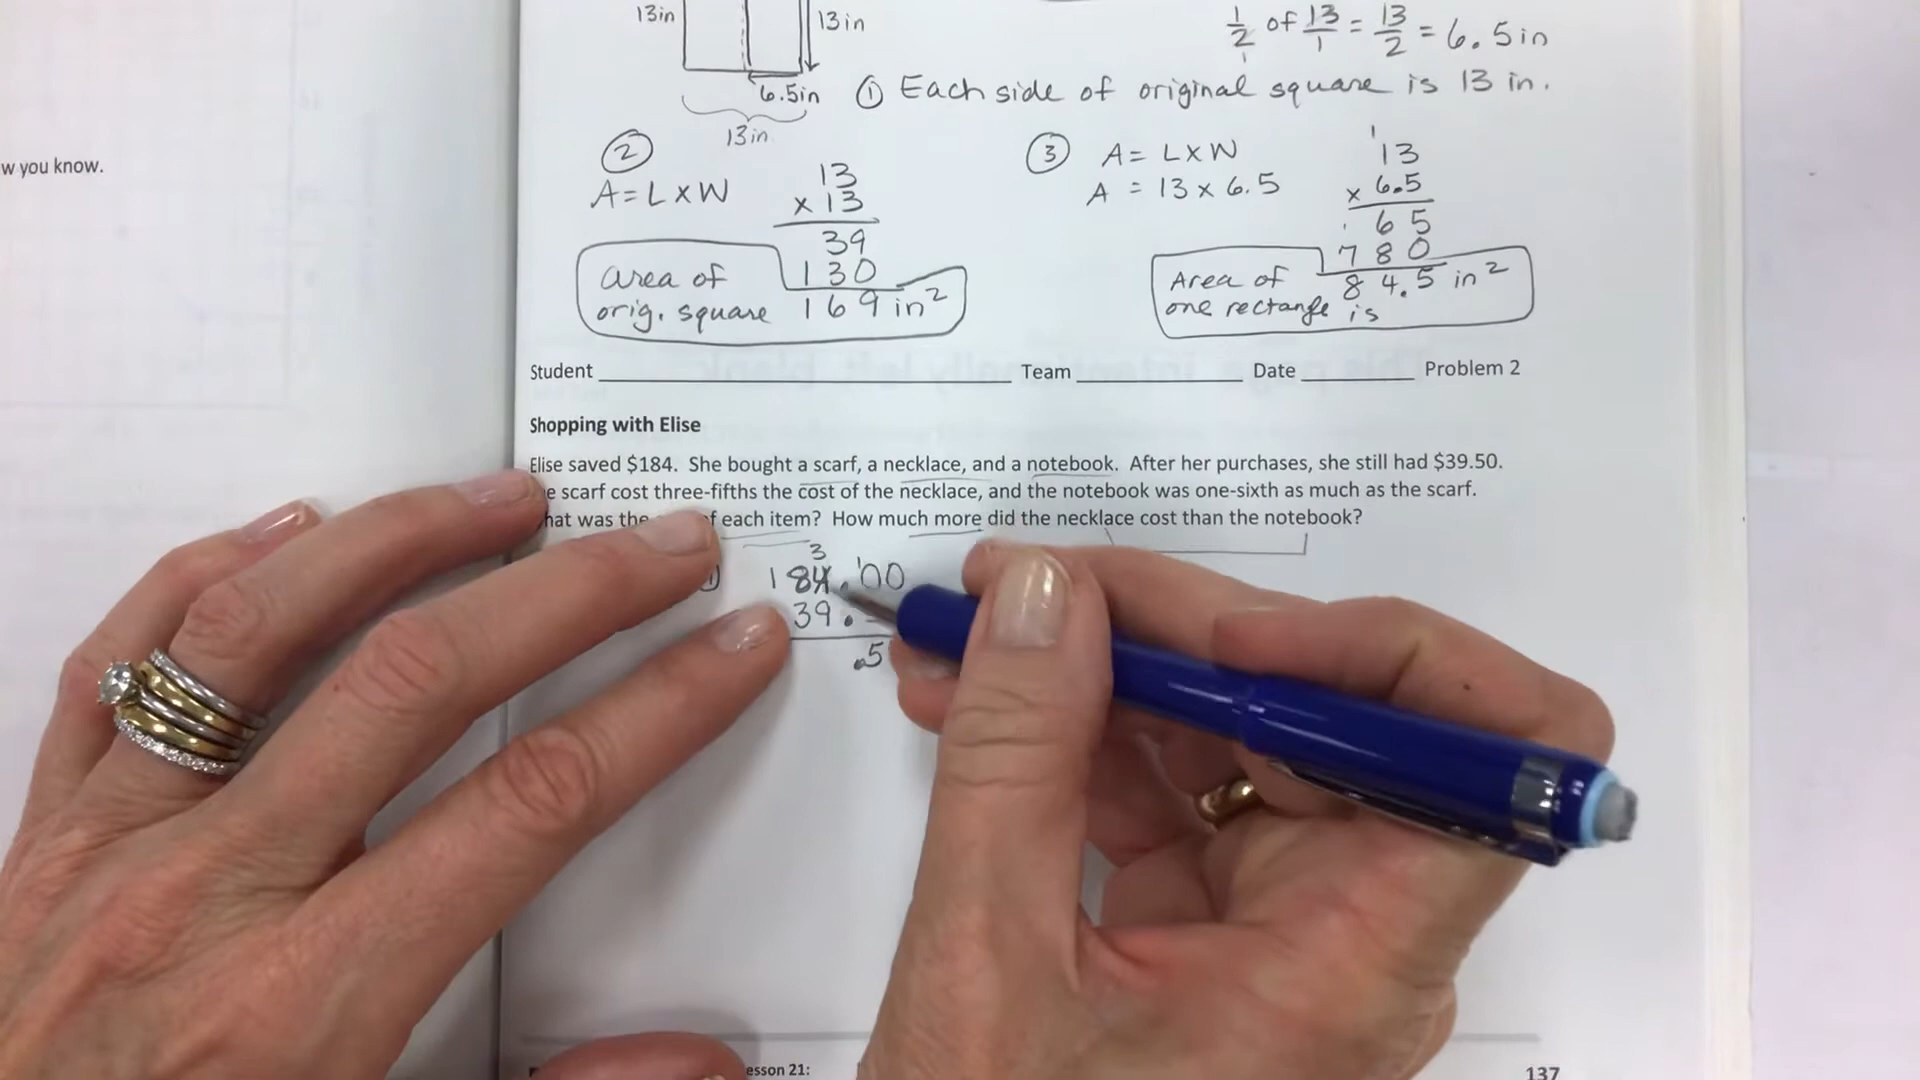 13in 13in
1/2 of 13/1 = 13/2 = 6.5in
6.5in
① Each side of original square is 13 in.
13in
②
A = L x W
13
x 13
39
130
169 in²
area of
orig. square
③ A = L x W
A = 13 x 6.5
1
13
x 6.5
65
780
84.5 in²
Area of
one rectangle is
w you know.
Student Team Date Problem 2
Shopping with Elise
Elise saved $184. She bought a scarf, a necklace, and a notebook. After her purchases, she still had $39.50.
e scarf cost three-fifths the cost of the necklace, and the notebook was one-sixth as much as the scarf.
hat was the f each item? How much more did the necklace cost than the notebook?
3
184.'00
39.
.5
esson 21:
137